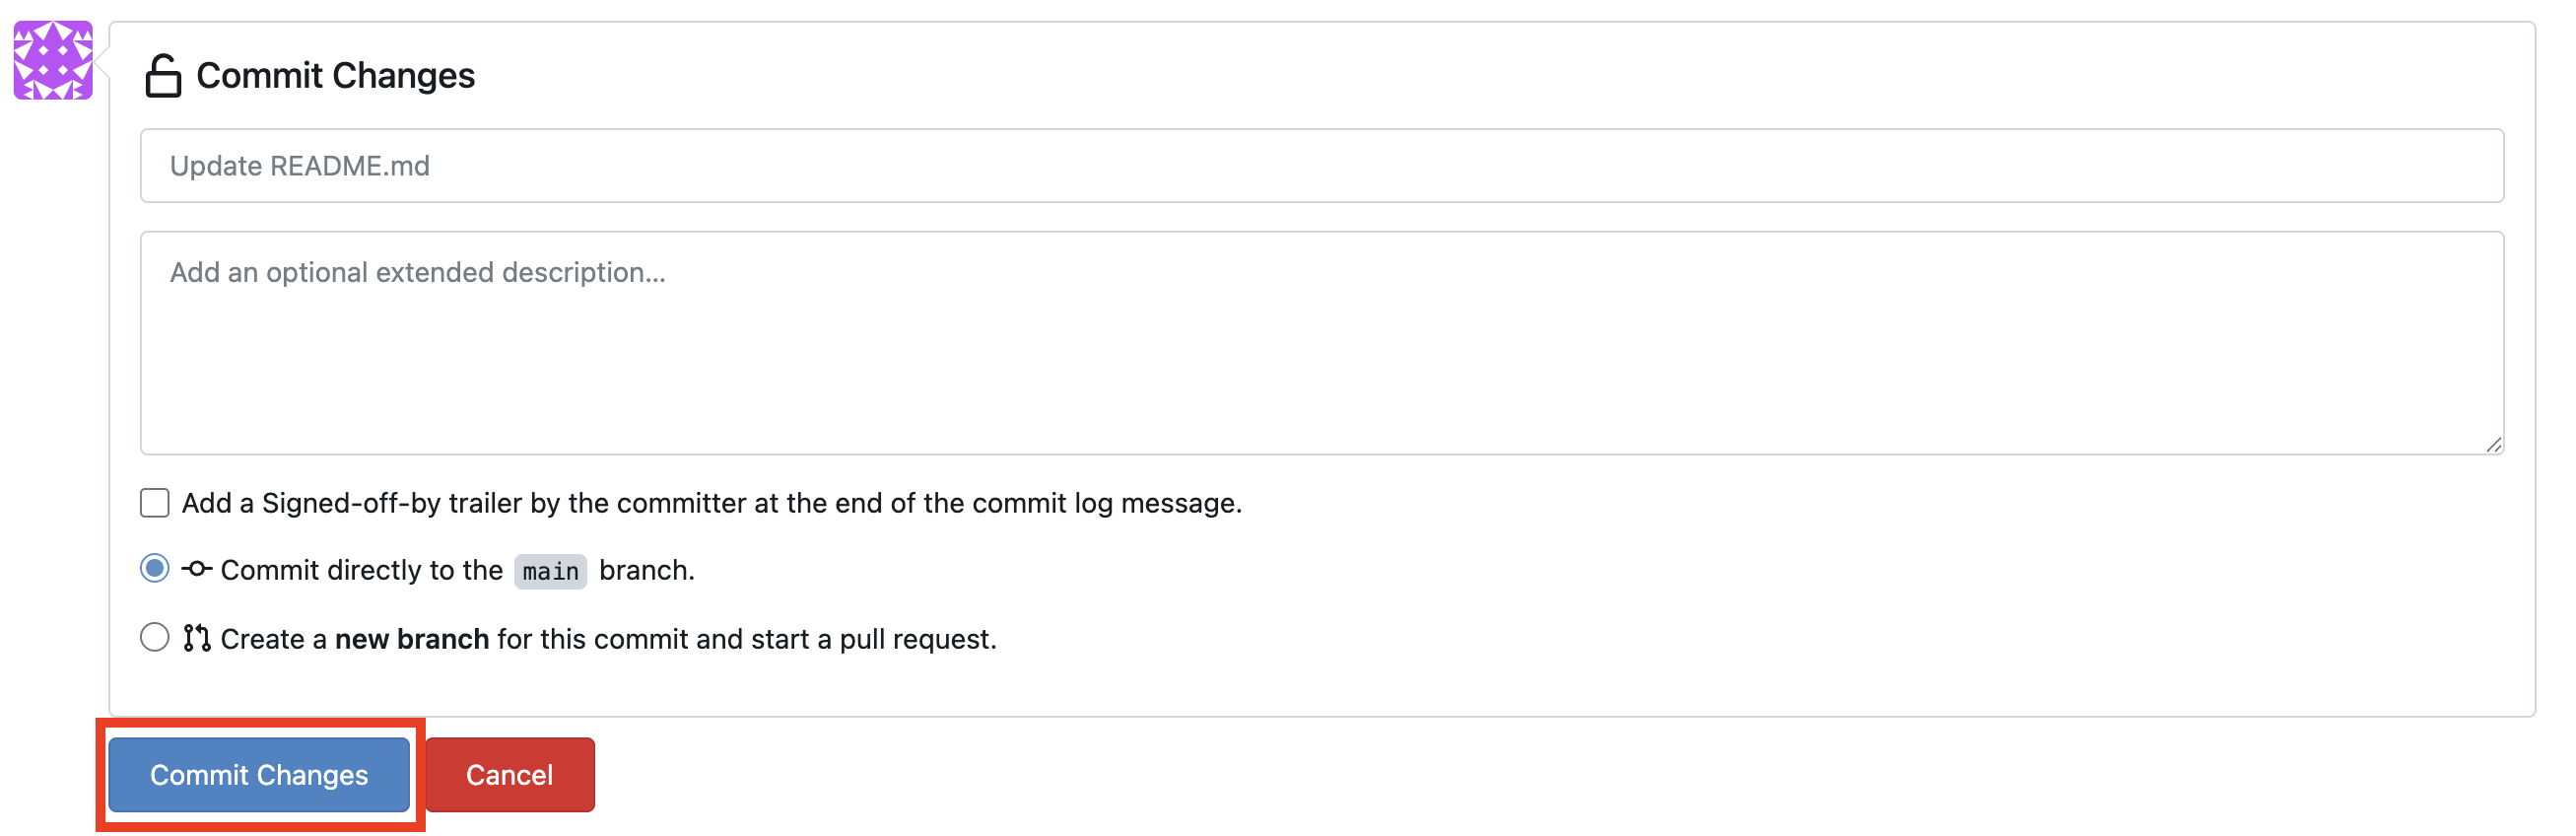 Commit Changes
Update README.md
Add an optional extended description...
Add a Signed-off-by trailer by the committer at the end of the commit log message.
Commit directly to the main branch.
Create a new branch for this commit and start a pull request.
Commit Changes Cancel